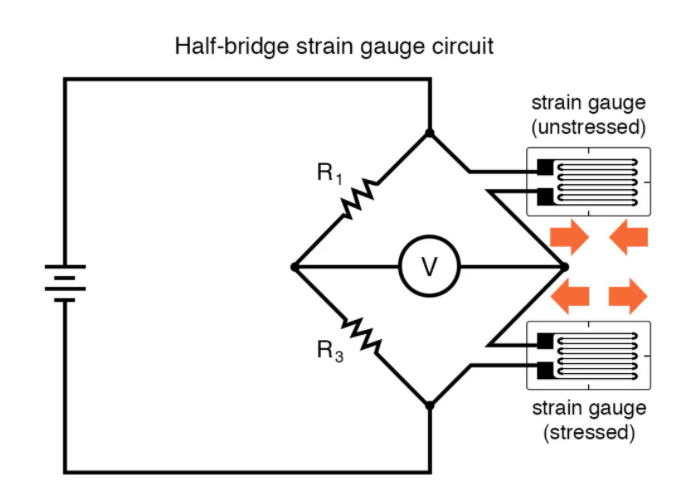 Half-bridge strain gauge circuit
strain gauge
(unstressed)
R1
V
R3
strain gauge
(stressed)